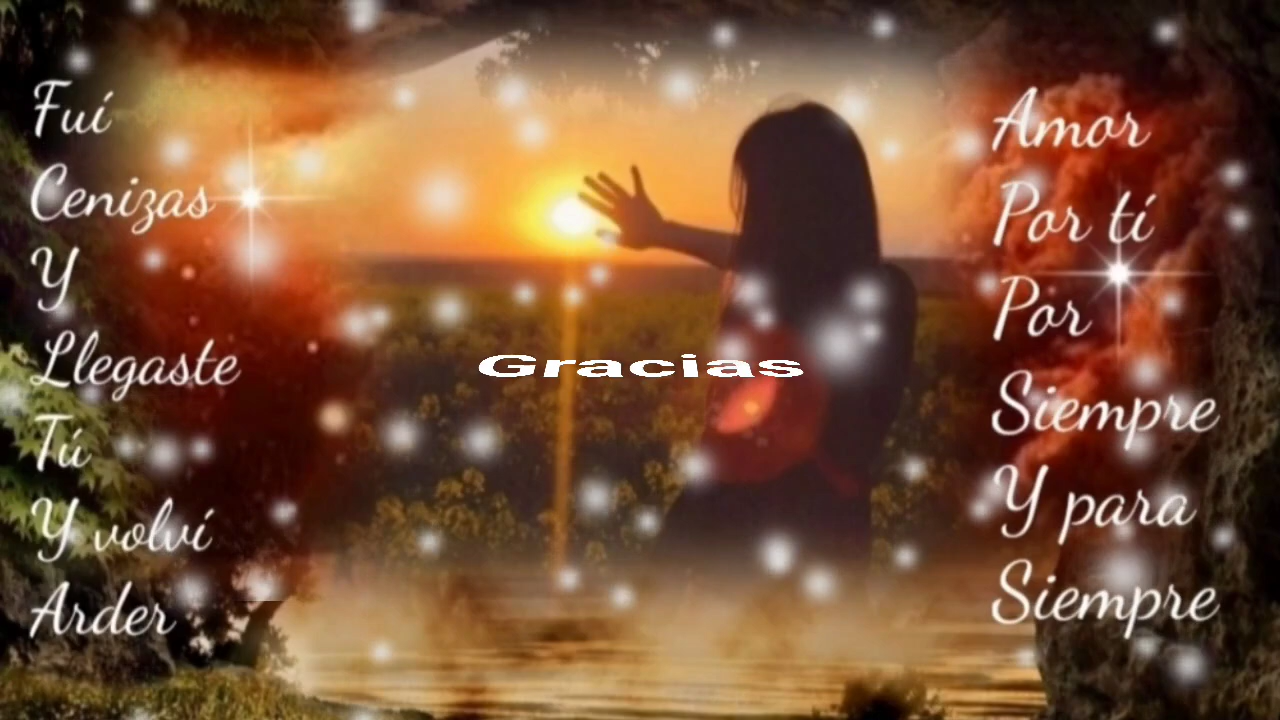 Fuí
Cenizas
Y
Llegaste
Tú
Y volví
Arder
Gracias
Amor
Por tí
Por
Siempre
Y para
Siempre